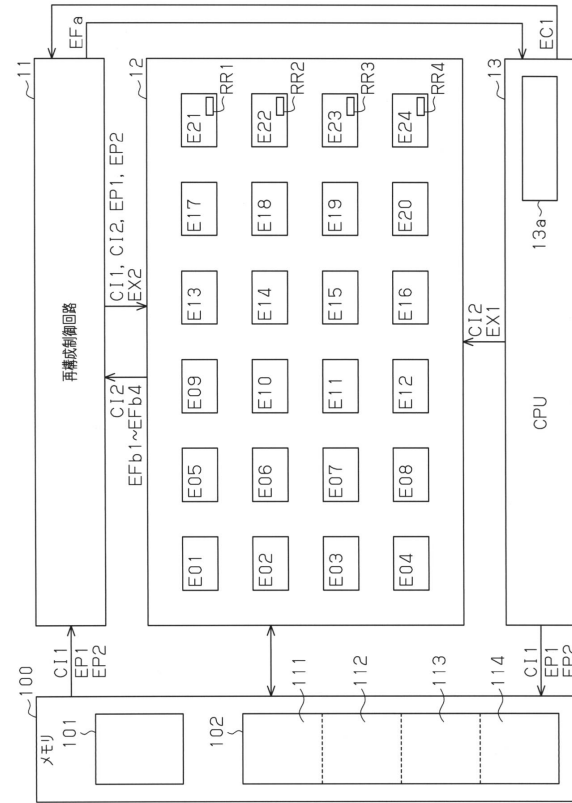 100
メモリ
101
102
111
112
113
114
CI1
EP1
EP2
11
再構成制御回路
EFa
EC1
CI2
EFb1~EFb4
CI1, CI2, EP1, EP2
EX2
12
E01
E05
E09
E13
E17
E21
RR1
E02
E06
E10
E14
E18
E22
RR2
E03
E07
E11
E15
E19
E23
RR3
E04
E08
E12
E16
E20
E24
RR4
CI2
EX1
13
CPU
13a
CI1
EP1
EP2